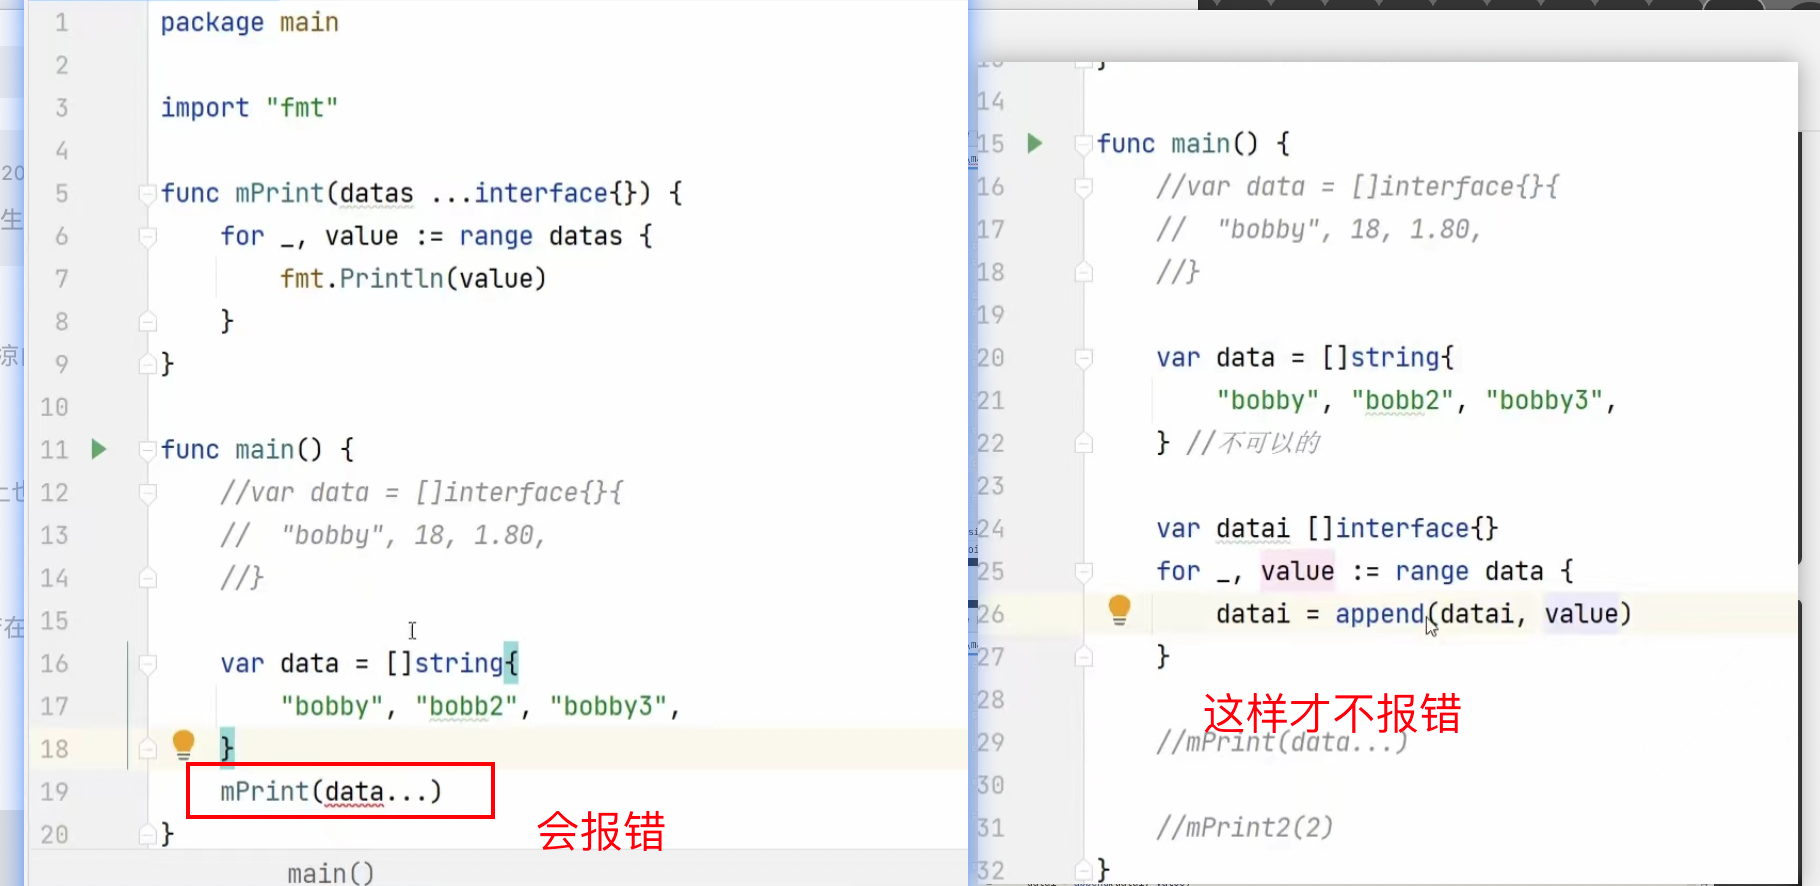 1 package main
2
3 import "fmt"
4
5 func mPrint(datas ...interface{}) {
6 for _, value := range datas {
7 fmt.Println(value)
8 }
9 }
10
11 func main() {
12 //var data = []interface{}{
13 // "bobby", 18, 1.80,
14 //}
15
16 var data = []string{
17 "bobby", "bobb2", "bobby3",
18 }
19 mPrint(data...)
会报错
20 }
main()
14
15 func main() {
16 //var data = []interface{}{
17 // "bobby", 18, 1.80,
18 //}
19
20 var data = []string{
21 "bobby", "bobb2", "bobby3",
22 } //不可以的
23
24 var datai []interface{}
25 for _, value := range data {
26 datai = append(datai, value)
27 }
28
这样才不报错
29 //mPrint(data...)
30
31 //mPrint2(2)
32 }
20
生
凉
在